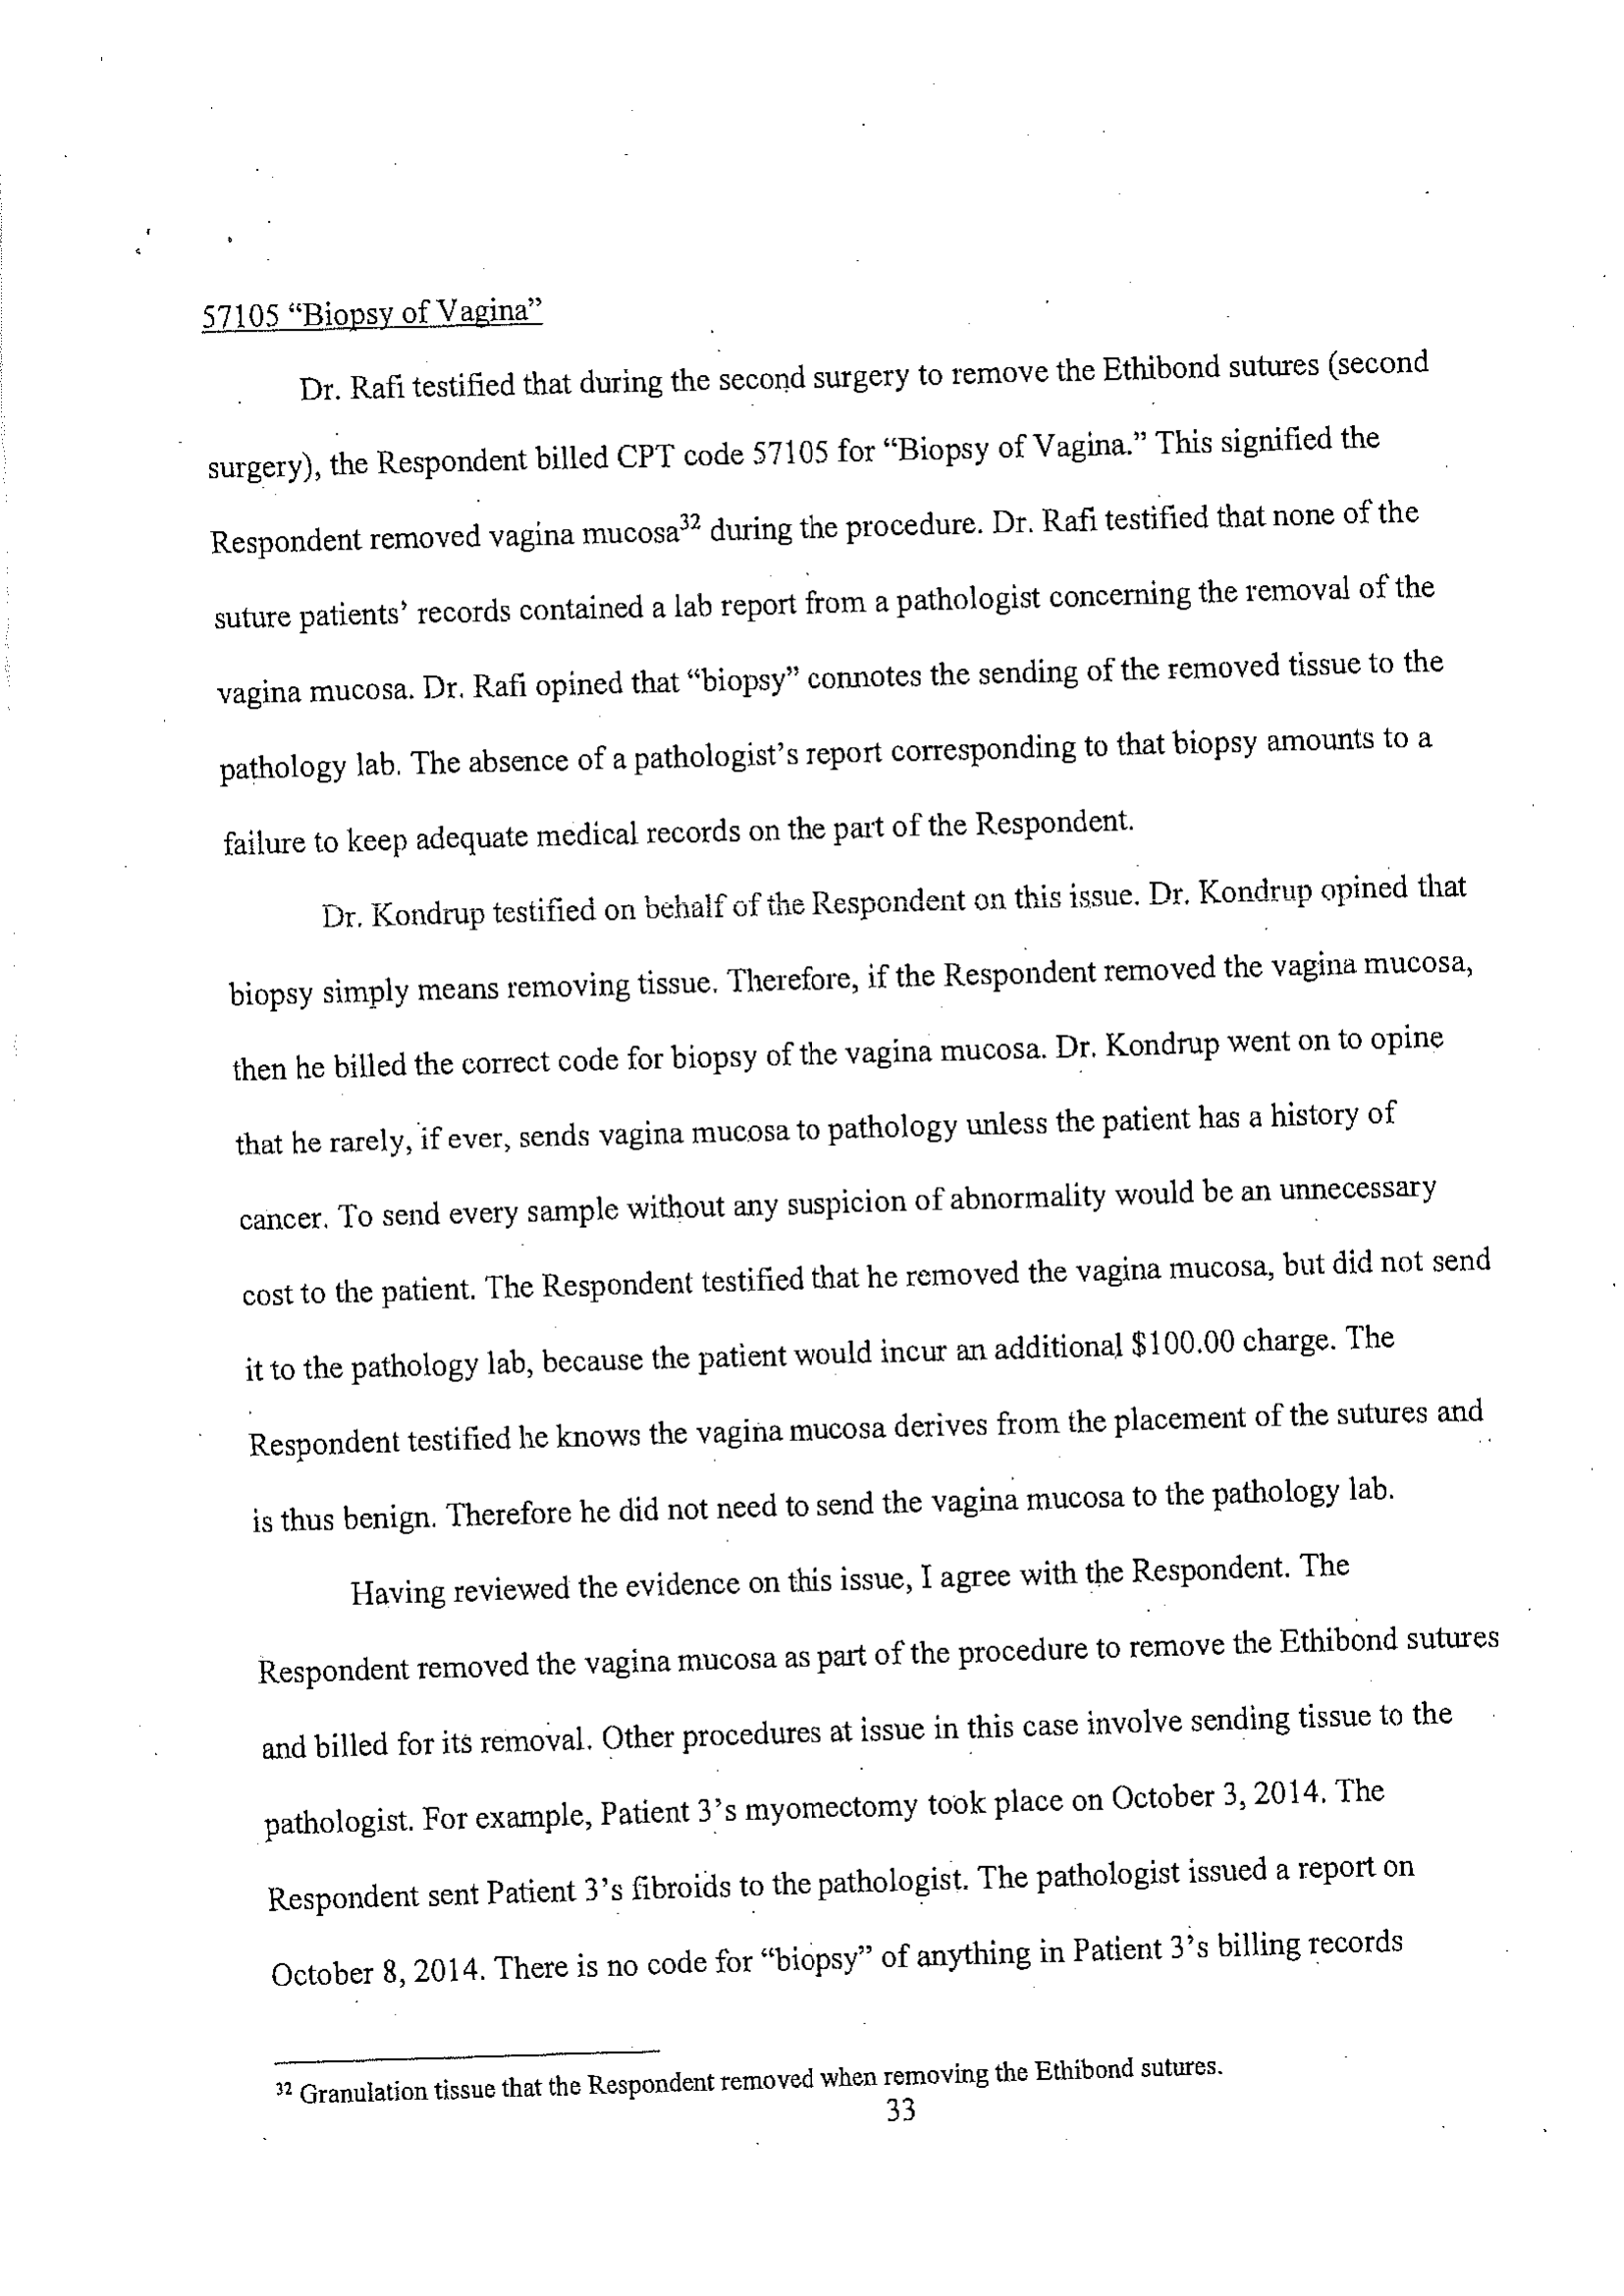 57105 “Biopsy of Vagina”
Dr. Rafi testified that during the second surgery to remove the Ethibond sutures (second
surgery), the Respondent billed CPT code 57105 for “Biopsy of Vagina.” This signified the
Respondent removed vagina mucosa32 during the procedure. Dr. Rafi testified that none of the
suture patients’ records contained a lab report from a pathologist concerning the removal of the
vagina mucosa. Dr. Rafi opined that “biopsy” connotes the sending of the removed tissue to the
pathology lab. The absence of a pathologist’s report corresponding to that biopsy amounts to a
failure to keep adequate medical records on the part of the Respondent.
Dr. Kondrup testified on behalf of the Respondent on this issue. Dr. Kondrup opined that
biopsy simply means removing tissue. Therefore, if the Respondent removed the vagina mucosa,
then he billed the correct code for biopsy of the vagina mucosa. Dr. Kondrup went on to opine
that he rarely, if ever, sends vagina mucosa to pathology unless the patient has a history of
cancer. To send every sample without any suspicion of abnormality would be an unnecessary
cost to the patient. The Respondent testified that he removed the vagina mucosa, but did not send
it to the pathology lab, because the patient would incur an additional $100.00 charge. The
Respondent testified he knows the vagina mucosa derives from the placement of the sutures and
is thus benign. Therefore he did not need to send the vagina mucosa to the pathology lab.
Having reviewed the evidence on this issue, I agree with the Respondent. The
Respondent removed the vagina mucosa as part of the procedure to remove the Ethibond sutures
and billed for its removal. Other procedures at issue in this case involve sending tissue to the
pathologist. For example, Patient 3’s myomectomy took place on October 3, 2014. The
Respondent sent Patient 3’s fibroids to the pathologist. The pathologist issued a report on
October 8, 2014. There is no code for “biopsy” of anything in Patient 3’s billing records
32 Granulation tissue that the Respondent removed when removing the Ethibond sutures.
33